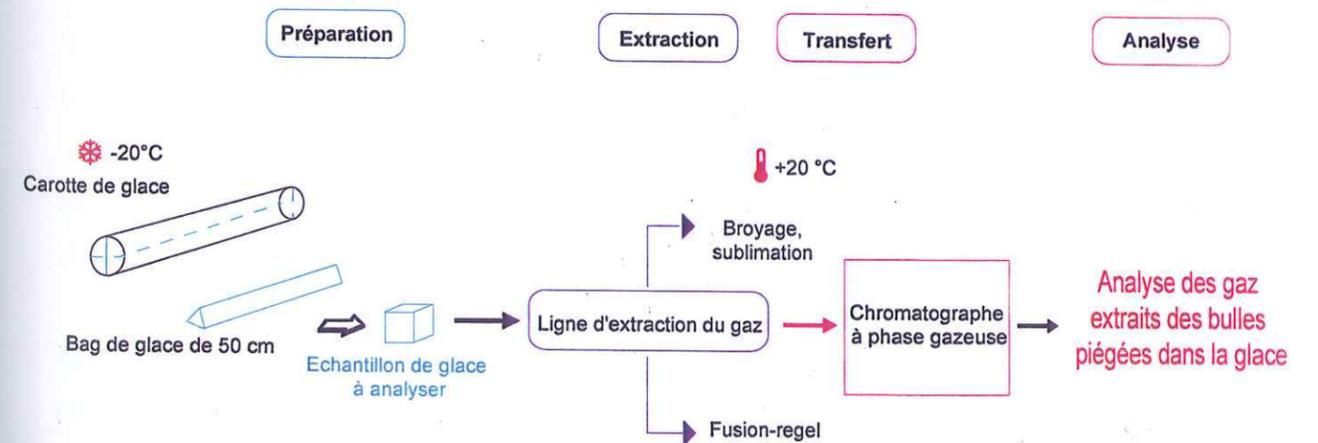 Préparation
Extraction
Transfert
Analyse
-20°C
Carotte de glace
+20 °C
Broyage,
sublimation
Bag de glace de 50 cm
Echantillon de glace
à analyser
Ligne d'extraction du gaz
Chromatographe
à phase gazeuse
Analyse des gaz
extraits des bulles
piégées dans la glace
Fusion-regel